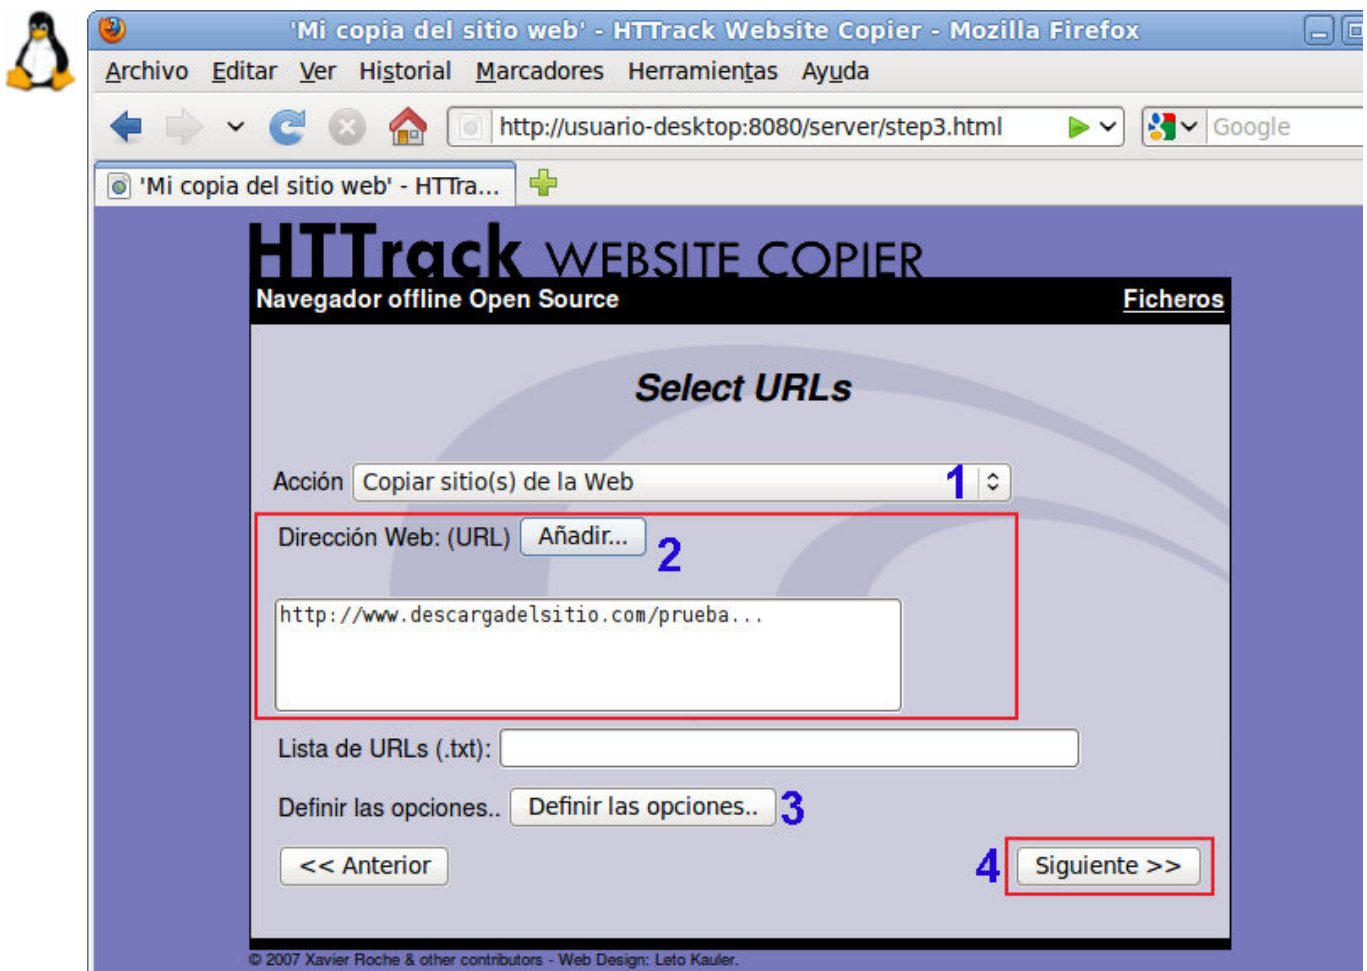 'Mi copia del sitio web' - HTTrack Website Copier - Mozilla Firefox
Archivo Editar Ver Historial Marcadores Herramientas Ayuda
http://usuario-desktop:8080/server/step3.html Google
'Mi copia del sitio web' - HTTra...
HTTrack WEBSITE COPIER
Navegador offline Open Source Ficheros
Select URLs
Acción Copiar sitio(s) de la Web 1
Dirección Web: (URL) Añadir... 2
http://www.descargadelsitio.com/prueba...
Lista de URLs (.txt):
Definir las opciones.. Definir las opciones.. 3
<< Anterior 4 Siguiente >>
© 2007 Xavier Roche & other contributors - Web Design: Leto Kauler.